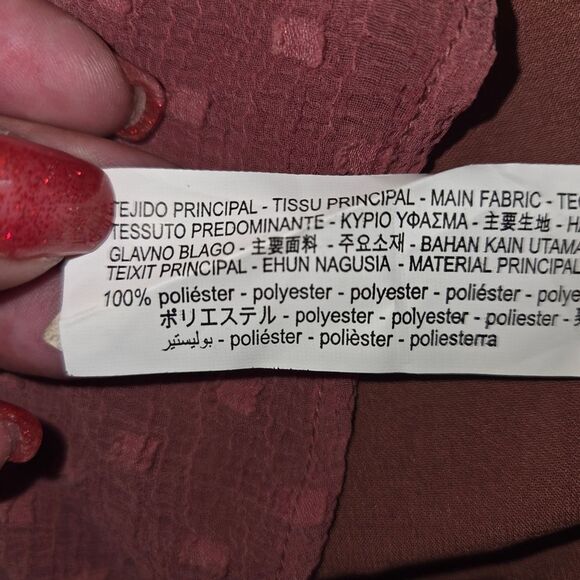 TEJIDO PRINCIPAL - TISSU PRINCIPAL - MAIN FABRIC -
TESSUTO PREDOMINANTE - ΚΥΡΙΟ ΥΦΑΣΜΑ - 主要生地 -
GLAVNO BLAGO - 主要面料 - 주요소재 - BAHAN KAIN UTAMA
TEIXIT PRINCIPAL - EHUN NAGUSIA - MATERIAL PRINCIPAL
100% poliéster - polyester - polyester - poliéster -
ポリエステル - polyester - polyester - poliester -
بوليستير - poliéster - polièster - poliesterra